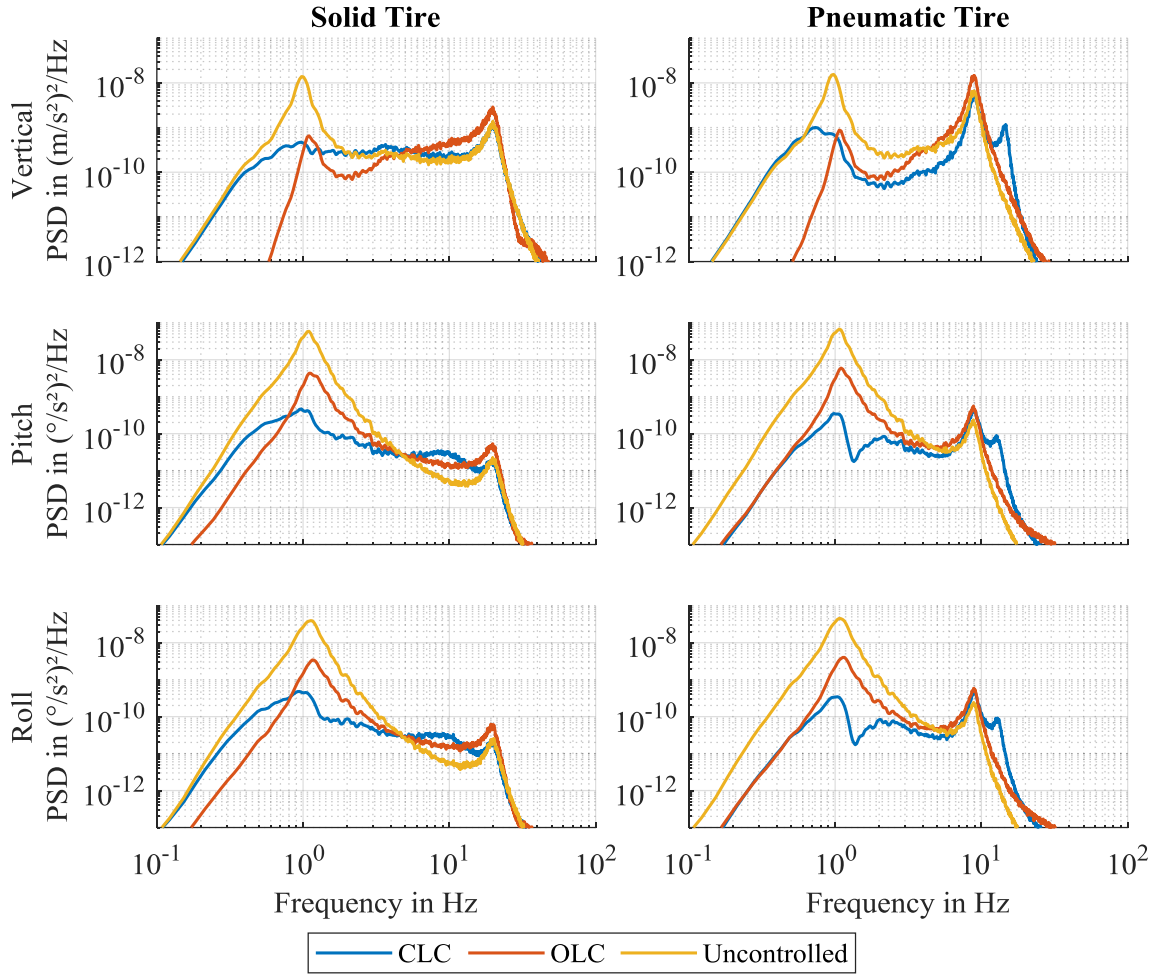 Solid Tire
Pneumatic Tire
Vertical
PSD in (m/s²)²/Hz
10⁻⁸
10⁻¹⁰
10⁻¹²
10⁻⁸
10⁻¹⁰
10⁻¹²
Pitch
PSD in (°/s²)²/Hz
10⁻⁸
10⁻¹⁰
10⁻¹²
10⁻⁸
10⁻¹⁰
10⁻¹²
Roll
PSD in (°/s²)²/Hz
10⁻⁸
10⁻¹⁰
10⁻¹²
10⁻⁸
10⁻¹⁰
10⁻¹²
10⁻¹ 10⁰ 10¹ 10²
10⁻¹ 10⁰ 10¹ 10²
Frequency in Hz
Frequency in Hz
CLC OLC Uncontrolled